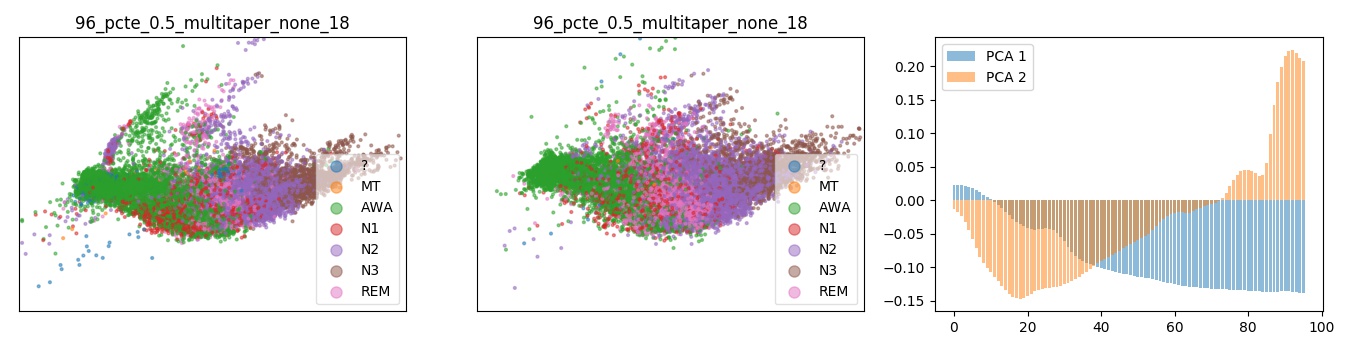 96_pcte_0.5_multitaper_none_18
?
MT
AWA
N1
N2
N3
REM
96_pcte_0.5_multitaper_none_18
?
MT
AWA
N1
N2
N3
REM
PCA 1
PCA 2
0.20
0.15
0.10
0.05
0.00
−0.05
−0.10
−0.15
0 20 40 60 80 100